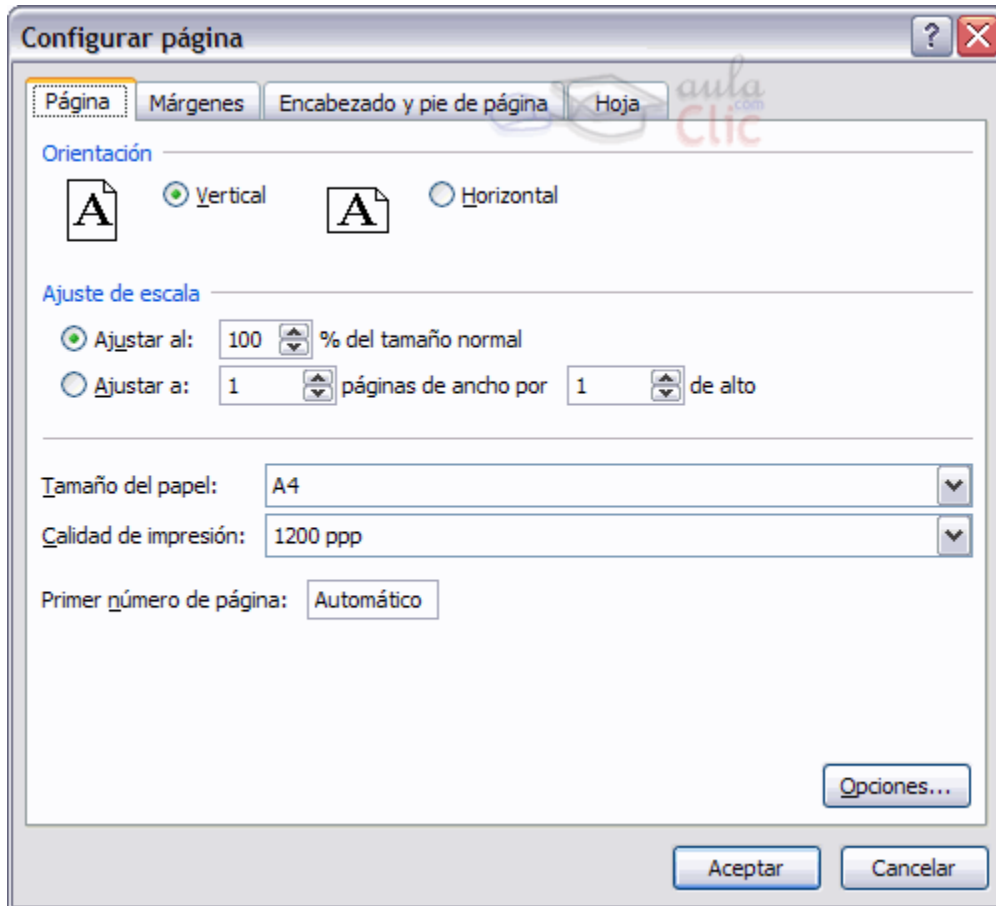 Configurar página
Página Márgenes Encabezado y pie de página Hoja
aula
.com
Clic
Orientación
A Vertical A Horizontal
Ajuste de escala
Ajustar al: 100 % del tamaño normal
Ajustar a: 1 páginas de ancho por 1 de alto
Tamaño del papel: A4
Calidad de impresión: 1200 ppp
Primer número de página: Automático
Opciones...
Aceptar Cancelar